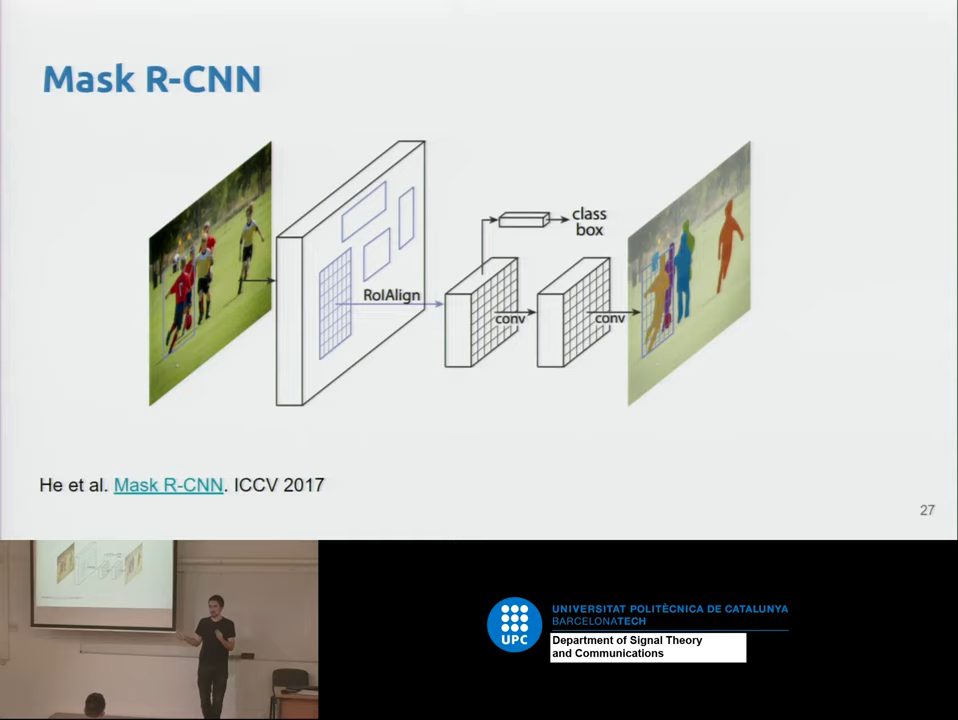 Mask R-CNN
class
box
RoIAlign
conv
conv
He et al. Mask R-CNN. ICCV 2017
27
UPC
UNIVERSITAT POLITÈCNICA DE CATALUNYA
BARCELONATECH
Department of Signal Theory
and Communications